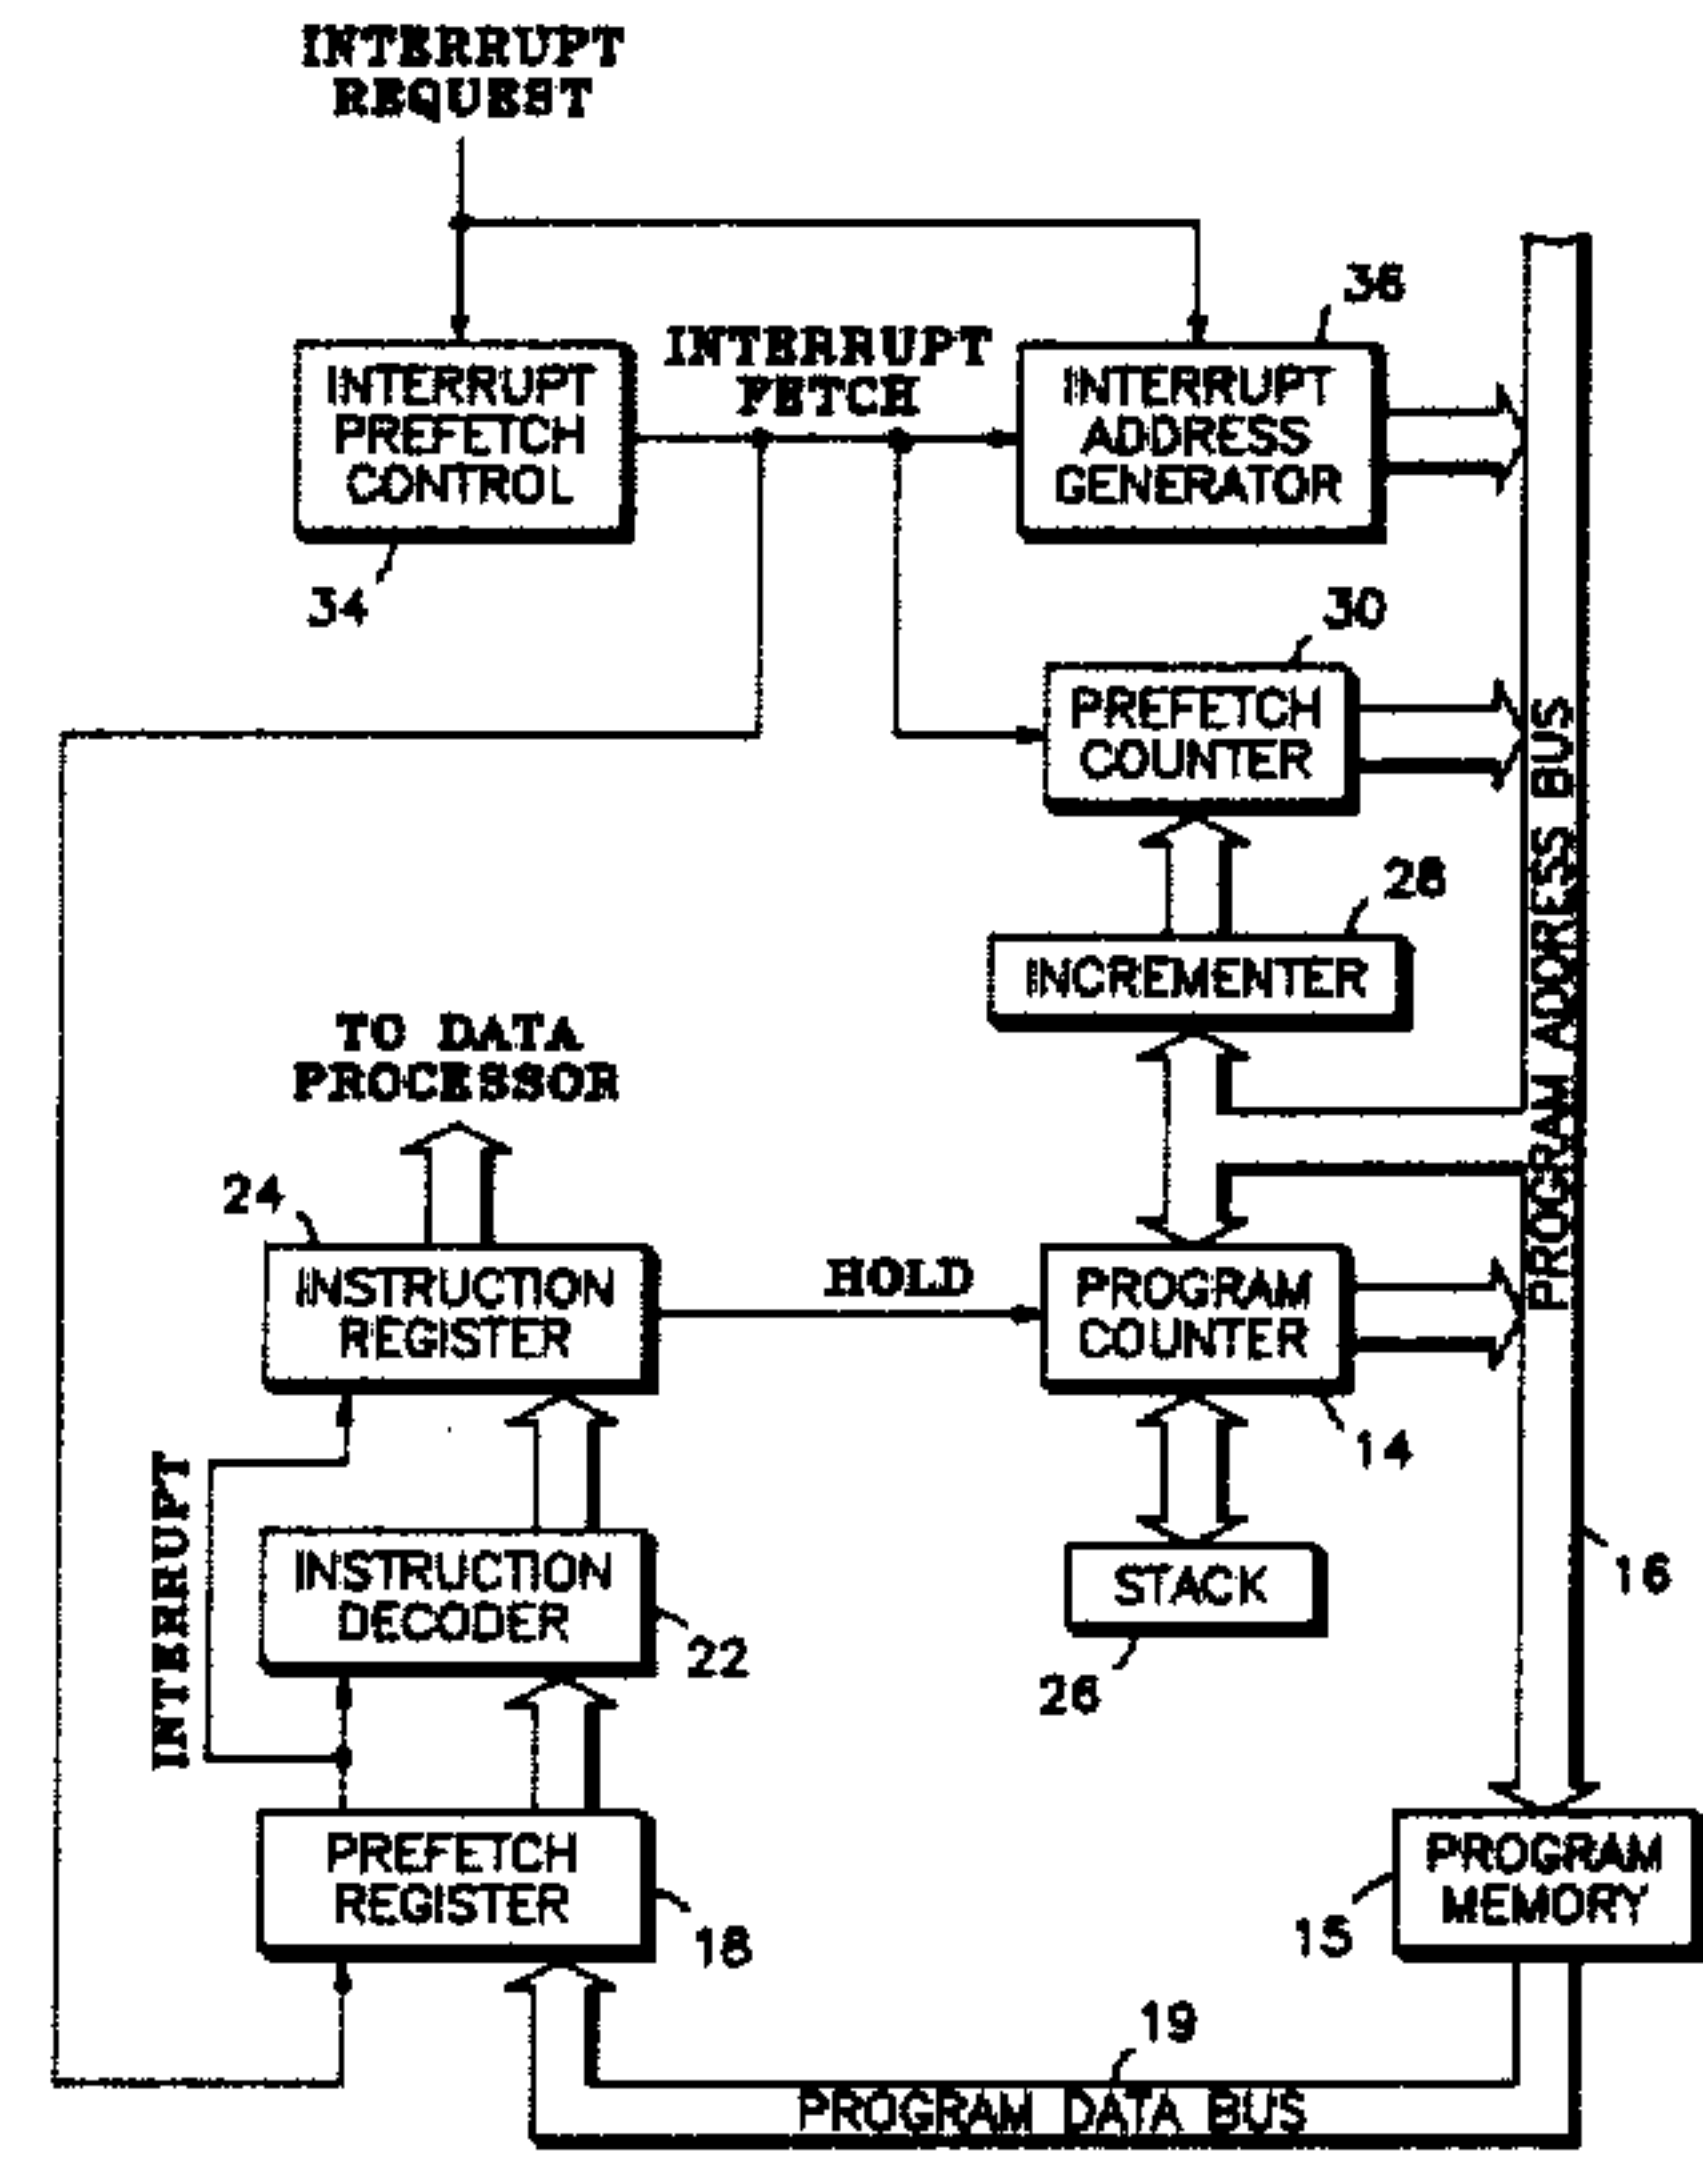 INTERRUPT
REQUEST
36
INTERRUPT
FETCH
INTERRUPT
PREFETCH
CONTROL
INTERRUPT
ADDRESS
GENERATOR
34
30
PREFETCH
COUNTER
28
INCREMENTER
PROGRAM ADDRESS BUS
TO DATA
PROCESSOR
24
INSTRUCTION
REGISTER
HOLD
PROGRAM
COUNTER
14
INTERRUPT
INSTRUCTION
DECODER
22
STACK
26
16
PREFETCH
REGISTER
18
PROGRAM
MEMORY
15
19
PROGRAM DATA BUS